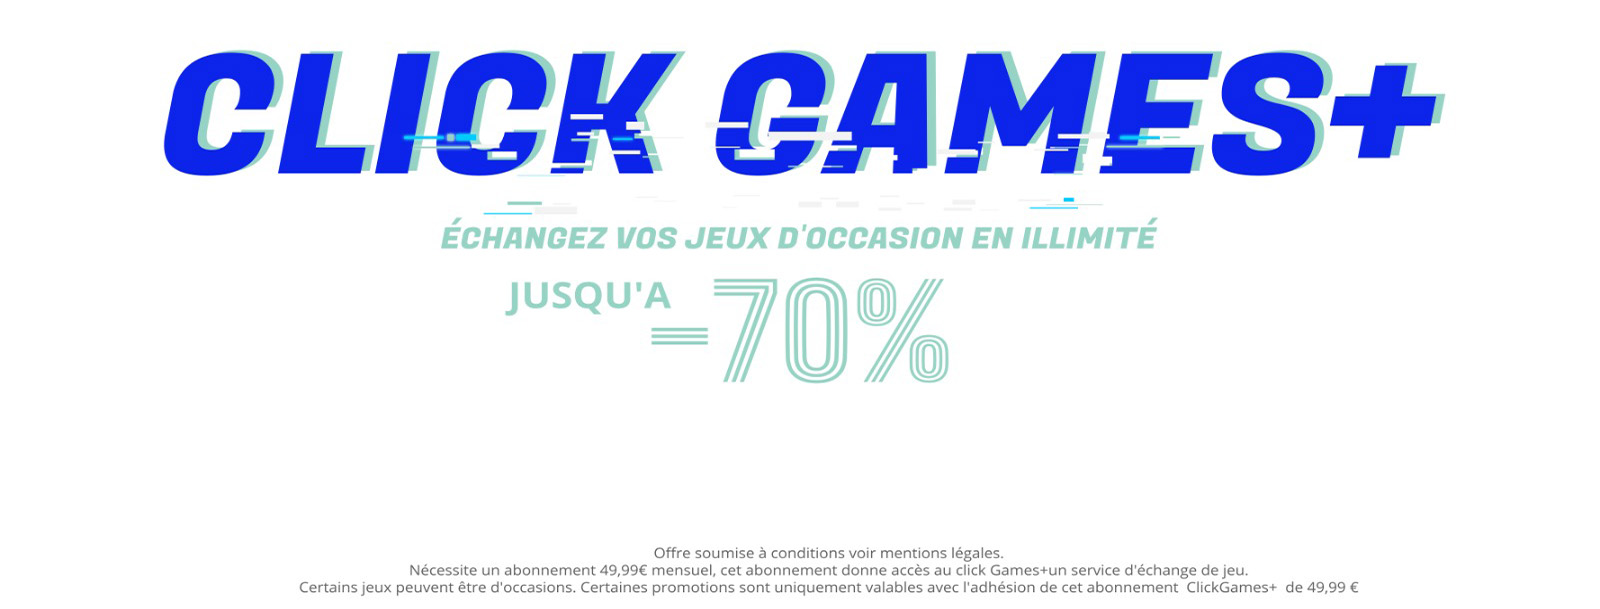 CLICK GAMES+
ÉCHANGEZ VOS JEUX D'OCCASION EN ILLIMITÉ
JUSQU'A
-70%
Offre soumise à conditions voir mentions légales.
Nécessite un abonnement 49,99€ mensuel, cet abonnement donne accès au click Games+un service d'échange de jeu.
Certains jeux peuvent être d'occasions. Certaines promotions sont uniquement valables avec l'adhésion de cet abonnement  ClickGames+  de 49,99 €